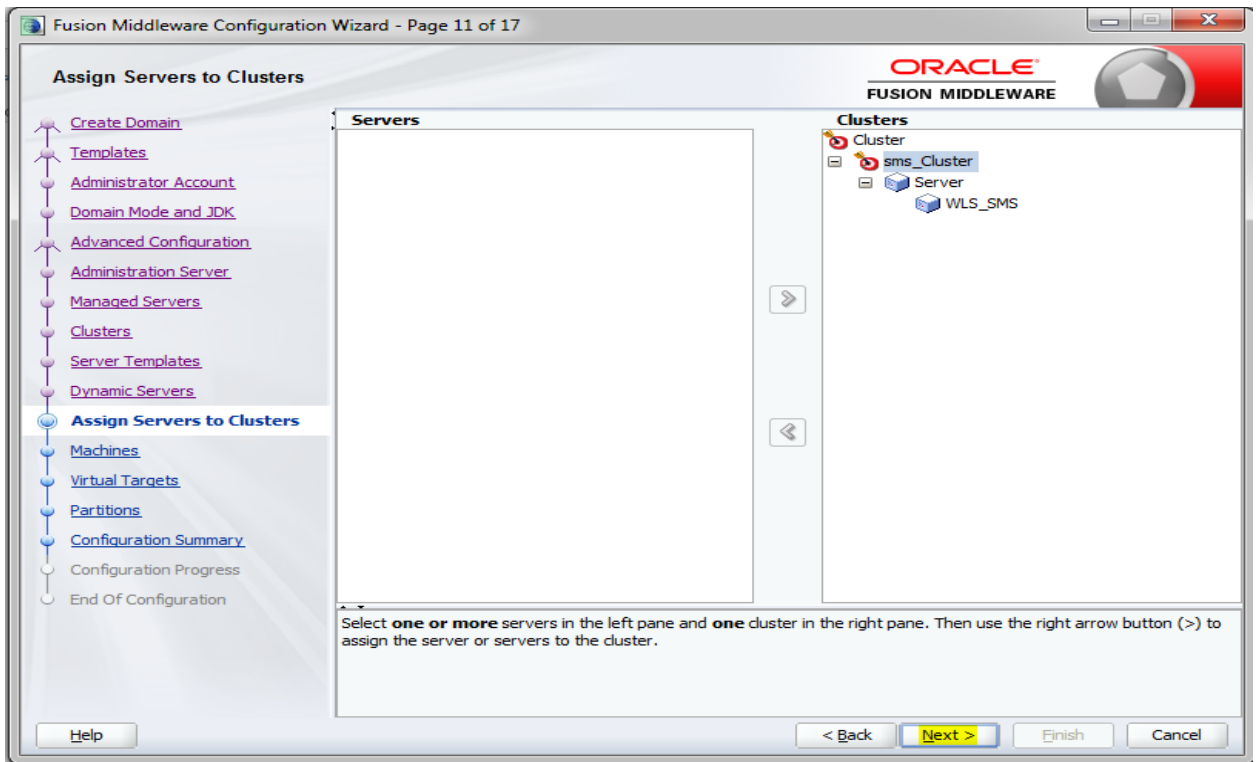 Fusion Middleware Configuration Wizard - Page 11 of 17
Assign Servers to Clusters
ORACLE
FUSION MIDDLEWARE
Create Domain
Templates
Administrator Account
Domain Mode and JDK
Advanced Configuration
Administration Server
Managed Servers
Clusters
Server Templates
Dynamic Servers
Assign Servers to Clusters
Machines
Virtual Targets
Partitions
Configuration Summary
Configuration Progress
End Of Configuration
Servers
Clusters
Cluster
sms_Cluster
Server
WLS_SMS
Select one or more servers in the left pane and one cluster in the right pane. Then use the right arrow button (>) to
assign the server or servers to the cluster.
Help
< Back
Next >
Finish
Cancel